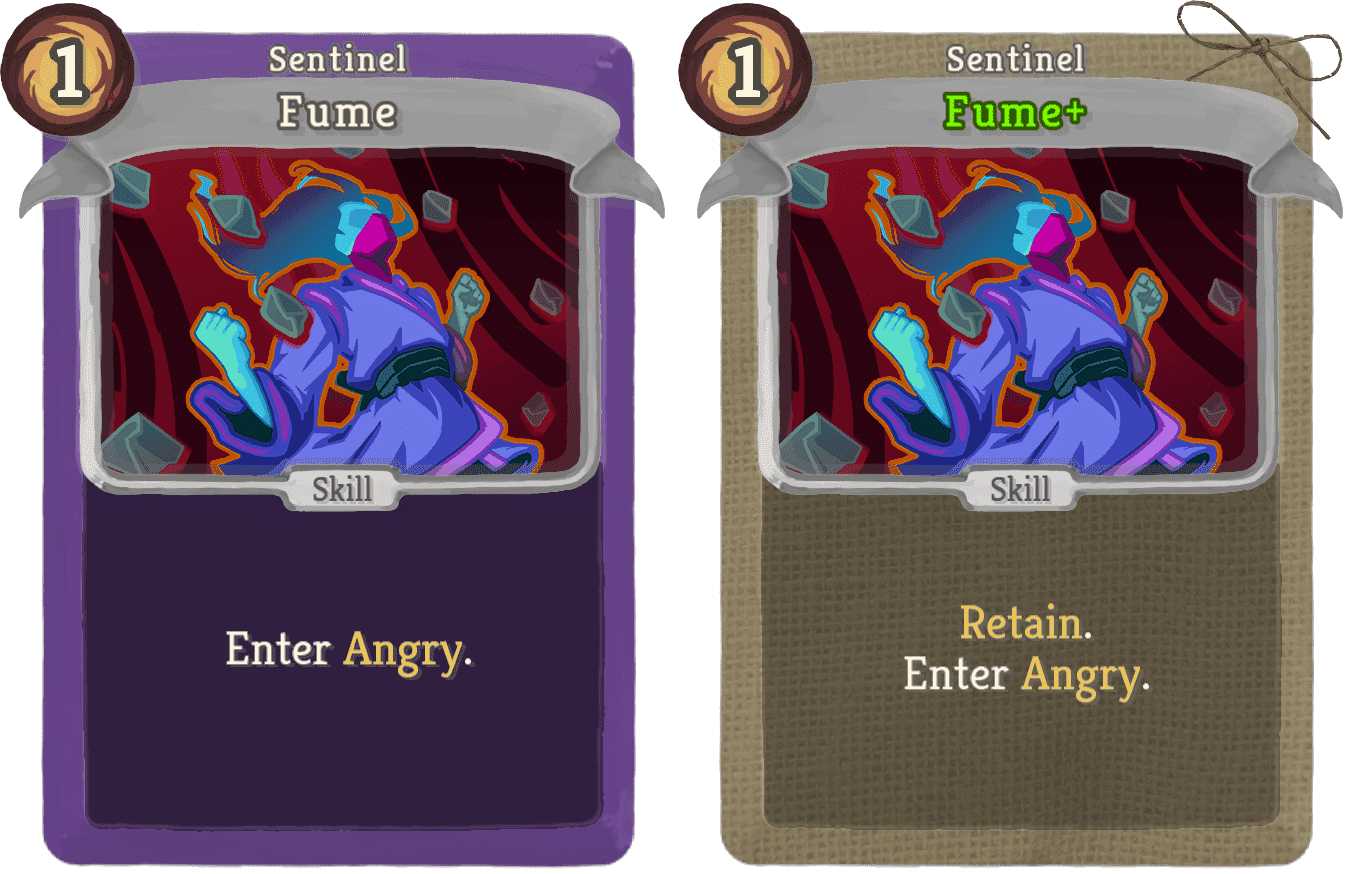 1
Sentinel
Fume
Skill
Enter Angry.
1
Sentinel
Fume+
Skill
Retain.
Enter Angry.